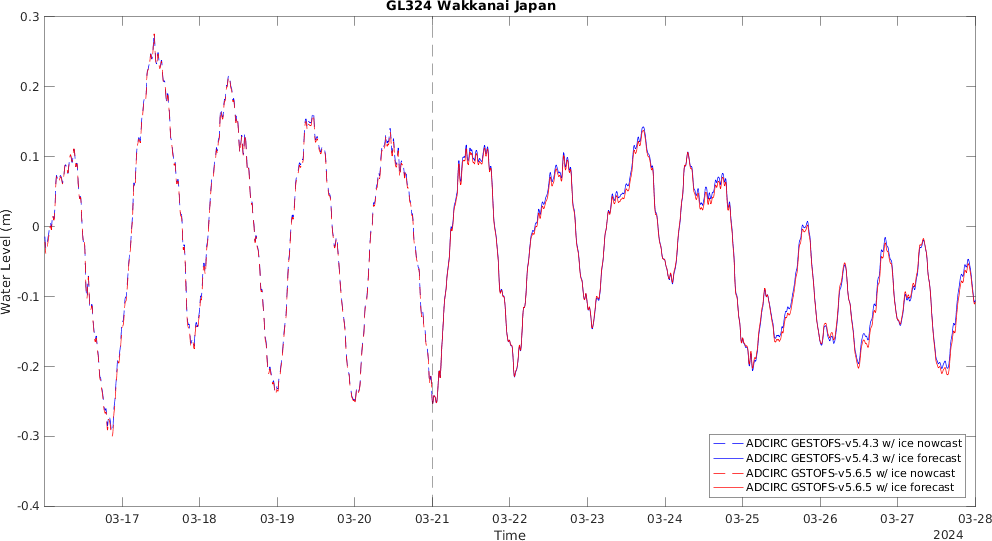 GL324 Wakkanai Japan
0.3
0.2
0.1
0
-0.1
-0.2
-0.3
-0.4
Water Level (m)
ADCIRC GESTOFS-v5.4.3 w/ ice nowcast
ADCIRC GESTOFS-v5.4.3 w/ ice forecast
ADCIRC GSTOFS-v5.6.5 w/ ice nowcast
ADCIRC GSTOFS-v5.6.5 w/ ice forecast
03-17 03-18 03-19 03-20 03-21 03-22 03-23 03-24 03-25 03-26 03-27 03-28
Time
2024